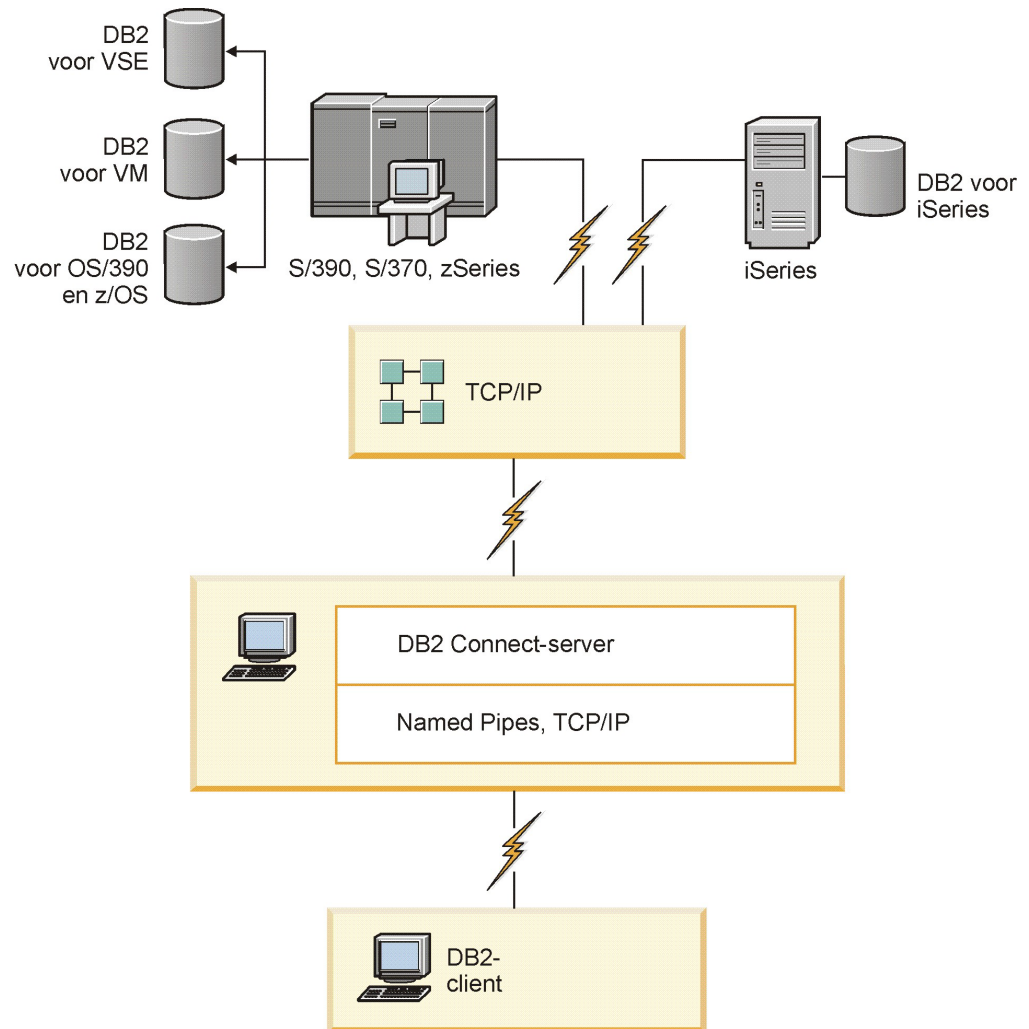 DB2
voor VSE
DB2
voor VM
DB2
voor OS/390
en z/OS
S/390, S/370, zSeries
iSeries
DB2 voor
iSeries
TCP/IP
DB2 Connect-server
Named Pipes, TCP/IP
DB2-
client